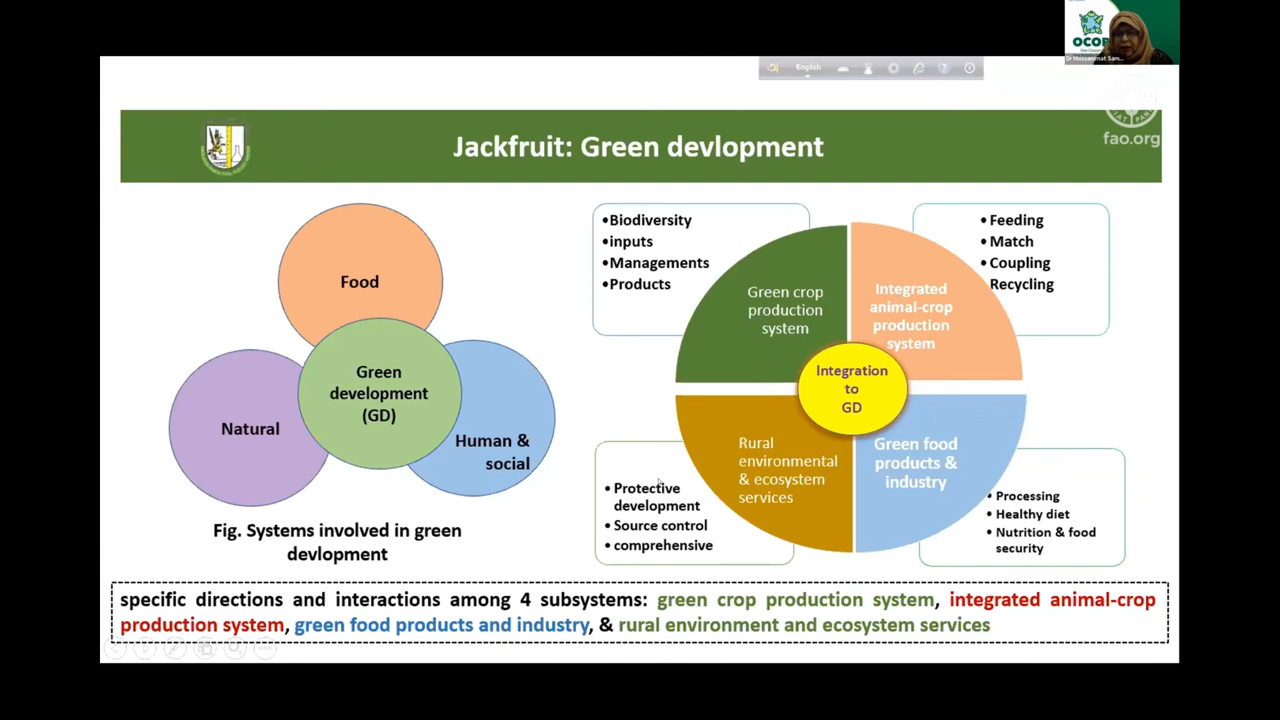 OCOP
Dr Mossammat Sam...
English
fao.org
Jackfruit: Green devlopment
Food
Green
development
(GD)
Natural
Human &
social
Fig. Systems involved in green
devlopment
•Biodiversity
•inputs
•Managements
•Products
• Feeding
• Match
• Coupling
Recycling
Green crop
production
system
Integrated
animal-crop
production
system
Integration
to
GD
Rural
environmental
& ecosystem
services
Green food
products &
industry
• Protective
development
• Source control
• comprehensive
• Processing
• Healthy diet
• Nutrition & food
security
specific directions and interactions among 4 subsystems: green crop production system, integrated animal-crop
production system, green food products and industry, & rural environment and ecosystem services